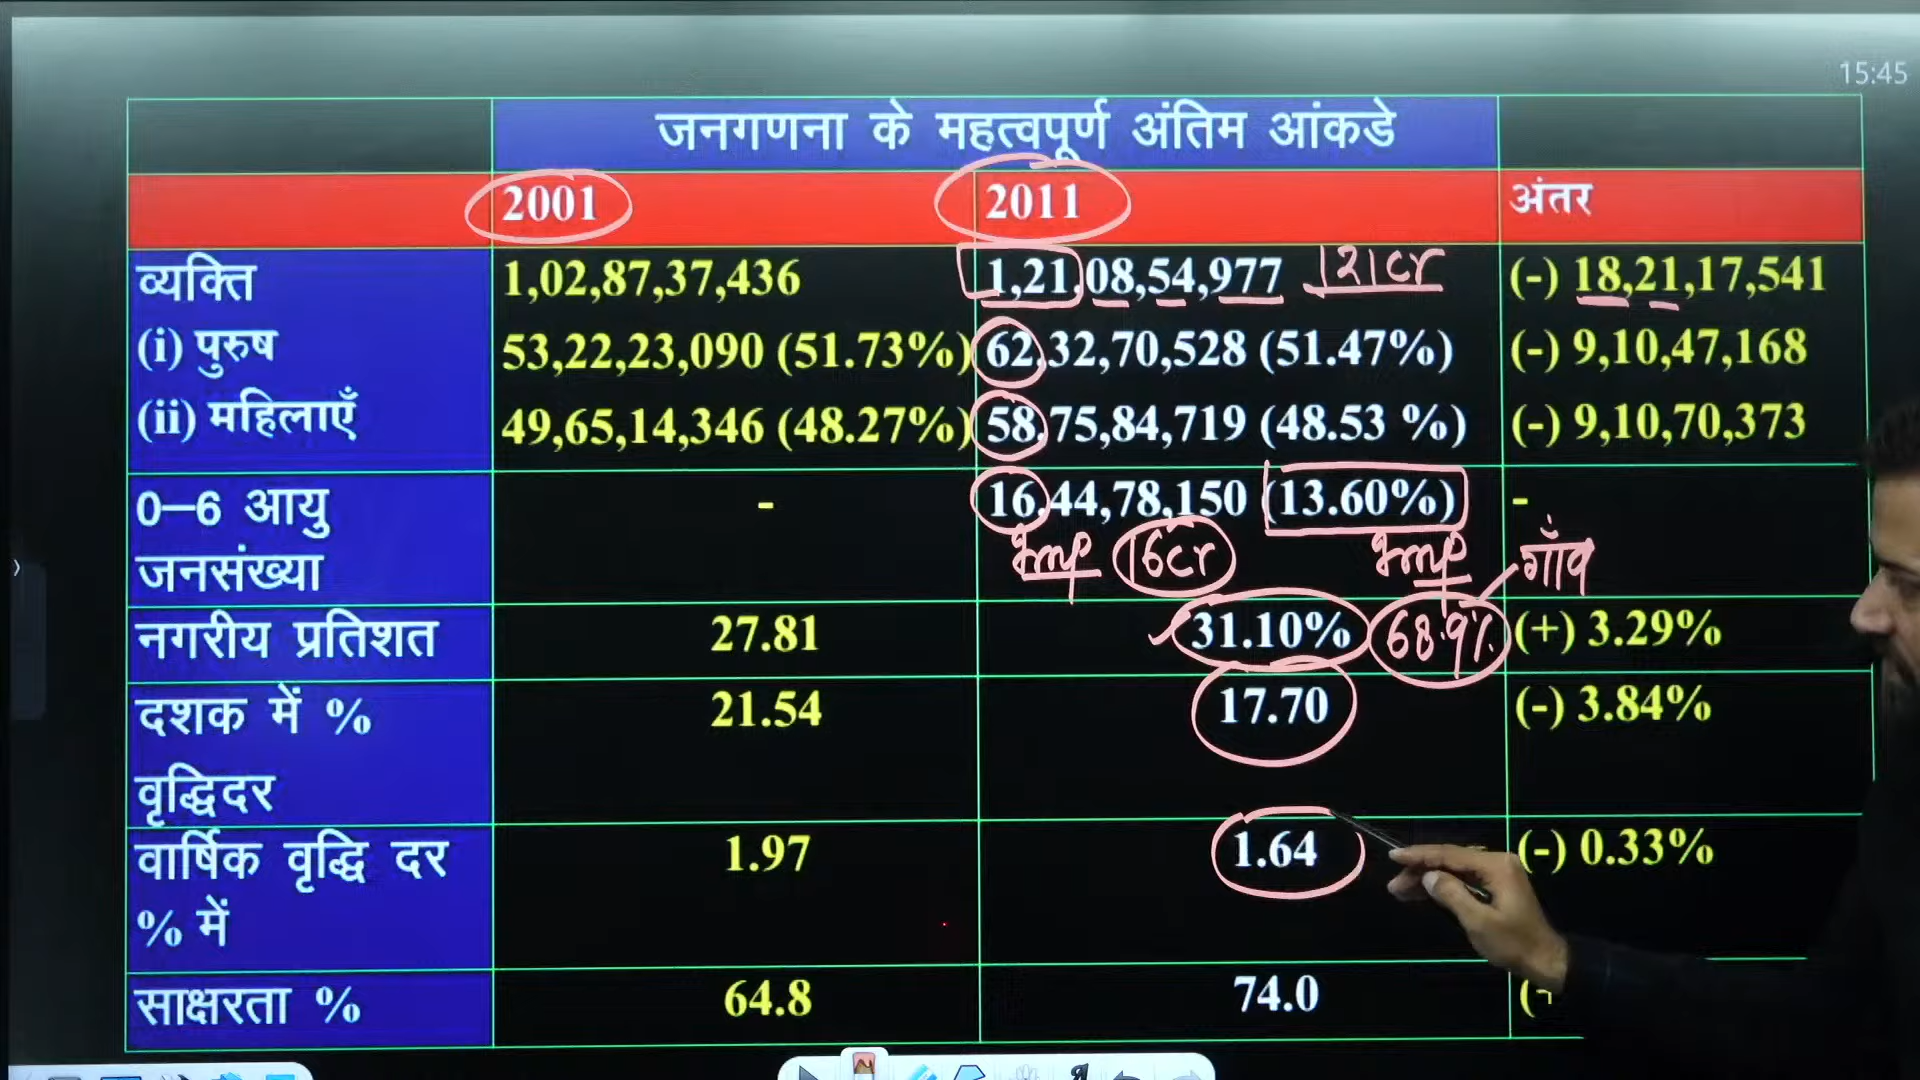 15:45
जनगणना के महत्वपूर्ण अंतिम आंकडे
2001 2011 अंतर
व्यक्ति 1,02,87,37,436 1,21,08,54,977 121cr (-) 18,21,17,541
(i) पुरुष 53,22,23,090 (51.73%) 62,32,70,528 (51.47%) (-) 9,10,47,168
(ii) महिलाएँ 49,65,14,346 (48.27%) 58,75,84,719 (48.53 %) (-) 9,10,70,373
0–6 आयु - 16,44,78,150 (13.60%) -
जनसंख्या Imp 16cr Imp गाँव
नगरीय प्रतिशत 27.81 31.10% 68.9% (+) 3.29%
दशक में % 21.54 17.70 (-) 3.84%
वृद्धिदर
वार्षिक वृद्धि दर 1.97 1.64 (-) 0.33%
% में
साक्षरता % 64.8 74.0